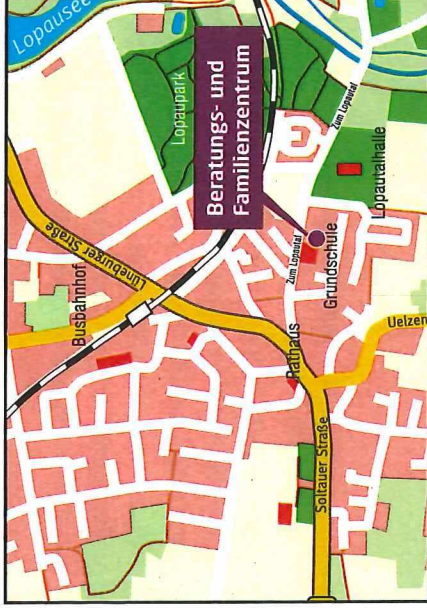 Lopausee
Lopaupark
Beratungs- und
Familienzentrum
Zum Lopautal
Lüneburger Straße
Busbahnhof
Zum Lopautal
Lopautalhalle
Grundschule
Rathaus
Uelzen
Soltauer Straße